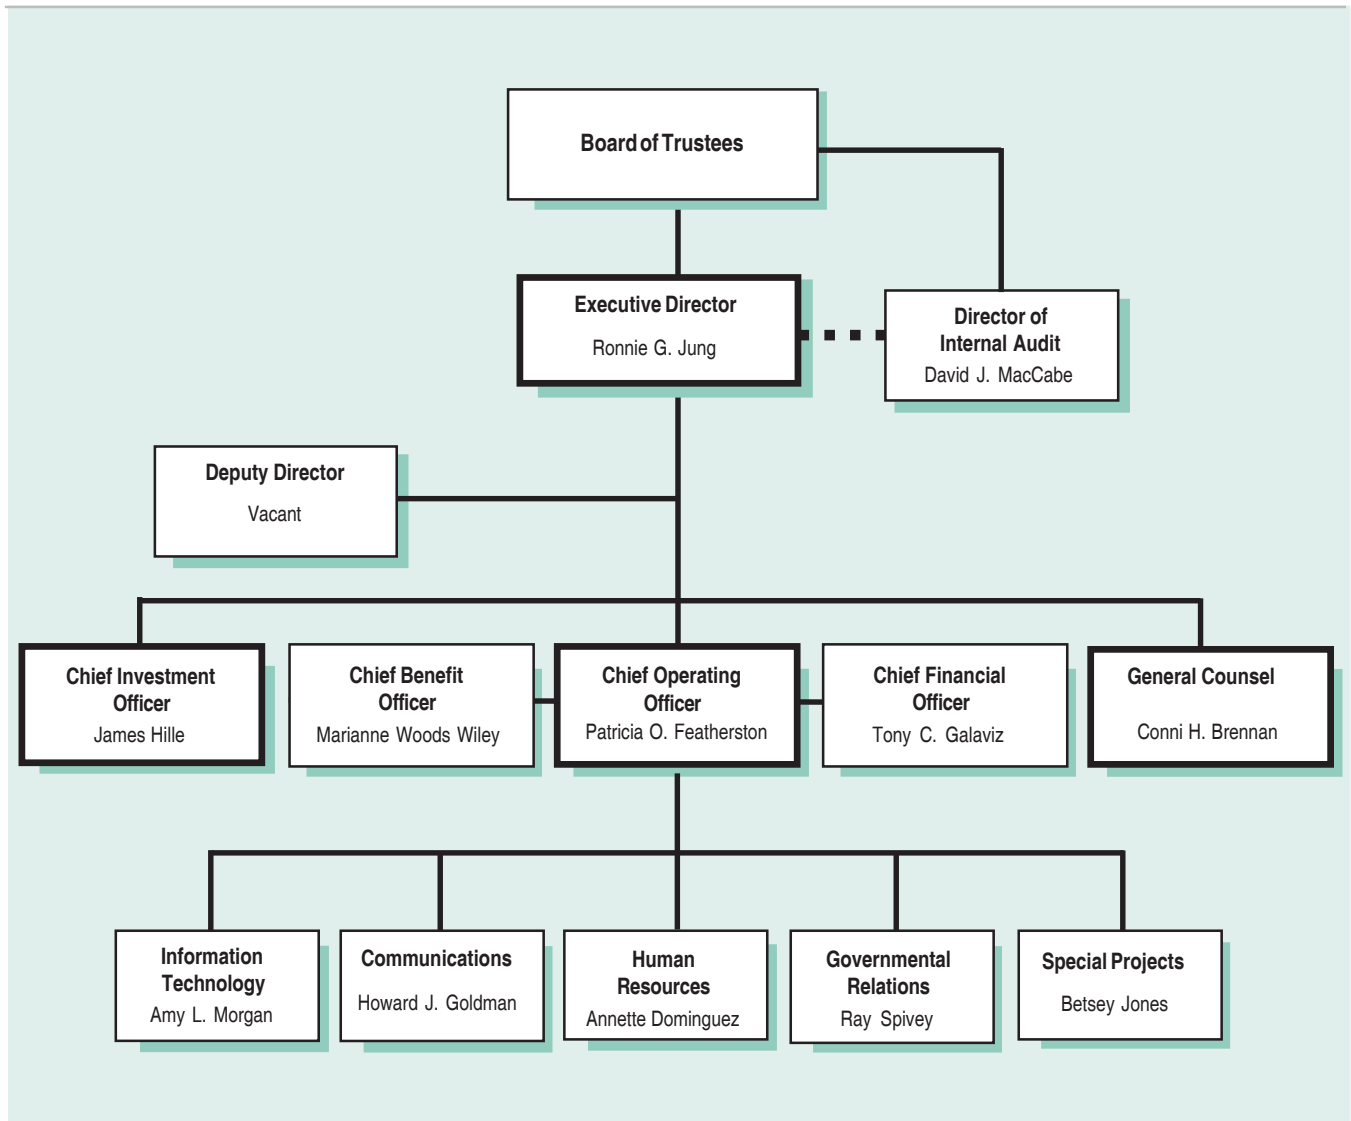 Board of Trustees
Executive Director
Ronnie G. Jung
Director of
Internal Audit
David J. MacCabe
Deputy Director
Vacant
Chief Investment
Officer
James Hille
Chief Benefit
Officer
Marianne Woods Wiley
Chief Operating
Officer
Patricia O. Featherston
Chief Financial
Officer
Tony C. Galaviz
General Counsel
Conni H. Brennan
Information
Technology
Amy L. Morgan
Communications
Howard J. Goldman
Human
Resources
Annette Dominguez
Governmental
Relations
Ray Spivey
Special Projects
Betsey Jones